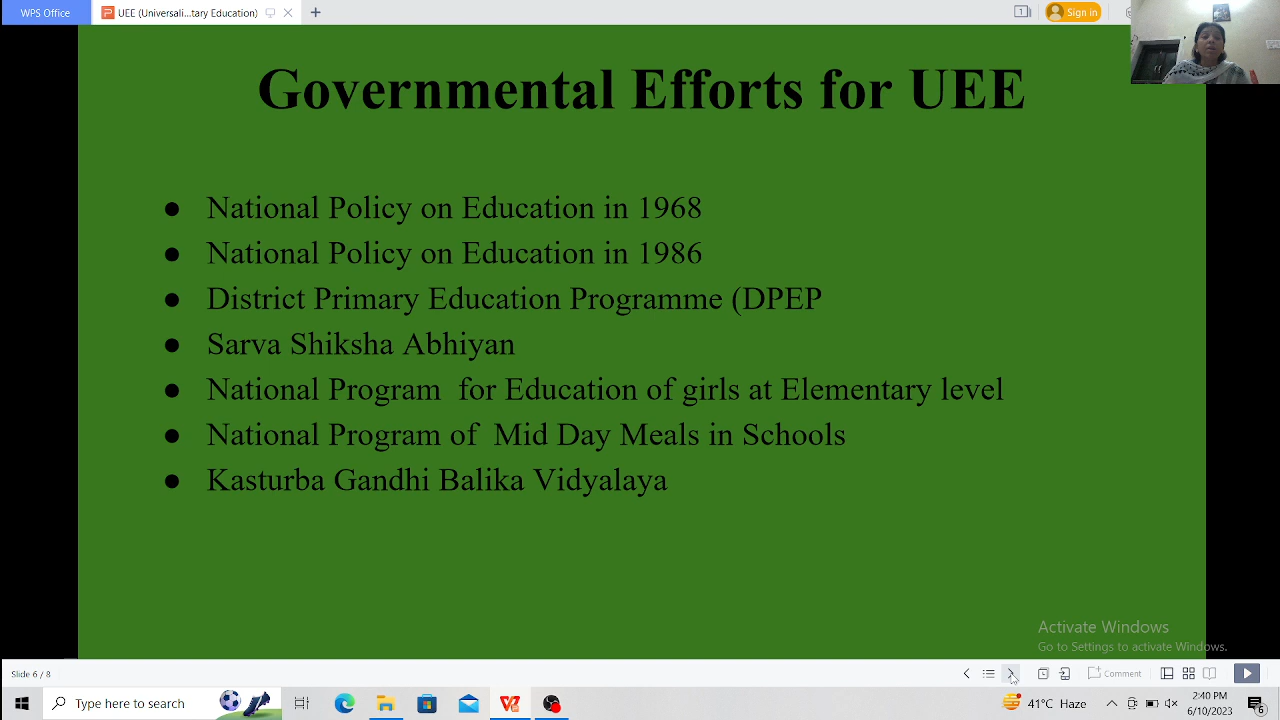 WPS Office
UEE (Universali...tary Education)
Sign in
Governmental Efforts for UEE
● National Policy on Education in 1968
● National Policy on Education in 1986
● District Primary Education Programme (DPEP
● Sarva Shiksha Abhiyan
● National Program for Education of girls at Elementary level
● National Program of Mid Day Meals in Schools
● Kasturba Gandhi Balika Vidyalaya
Activate Windows
Go to Settings to activate Windows.
Slide 6 / 8
Comment
Type here to search
41°C Haze
6/10/2023